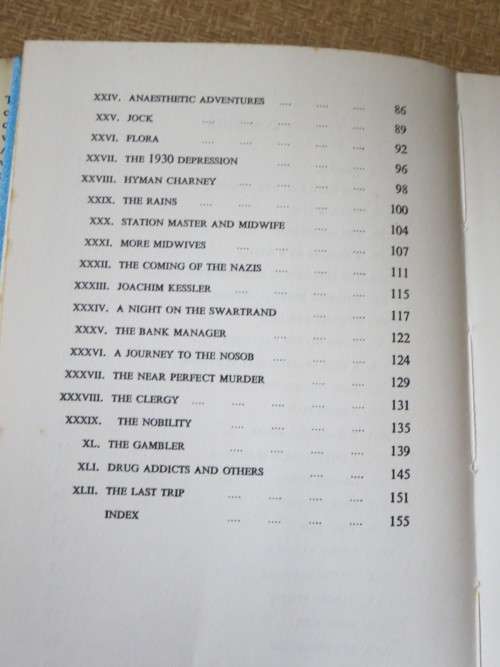 XXIV. ANAESTHETIC ADVENTURES .... .... .... 86
XXV. JOCK .... .... .... .... 89
XXVI. FLORA .... .... .... .... 92
XXVII. THE 1930 DEPRESSION .... .... .... 96
XXVIII. HYMAN CHARNEY .... .... .... .... 98
XXIX. THE RAINS .... .... .... .... .... 100
XXX. STATION MASTER AND MIDWIFE .... .... 104
XXXI. MORE MIDWIVES .... .... .... .... 107
XXXII. THE COMING OF THE NAZIS .... .... .... 111
XXXIII. JOACHIM KESSLER .... .... .... .... 115
XXXIV. A NIGHT ON THE SWARTRAND .... .... 117
XXXV. THE BANK MANAGER .... .... .... 122
XXXVI. A JOURNEY TO THE NOSOB .... .... .... 124
XXXVII. THE NEAR PERFECT MURDER .... .... 129
XXXVIII. THE CLERGY .... .... .... .... .... 131
XXXIX. THE NOBILITY .... .... .... .... 135
XL. THE GAMBLER .... .... .... .... 139
XLI. DRUG ADDICTS AND OTHERS .... .... 145
XLII. THE LAST TRIP .... .... .... .... 151
INDEX .... .... .... .... 155